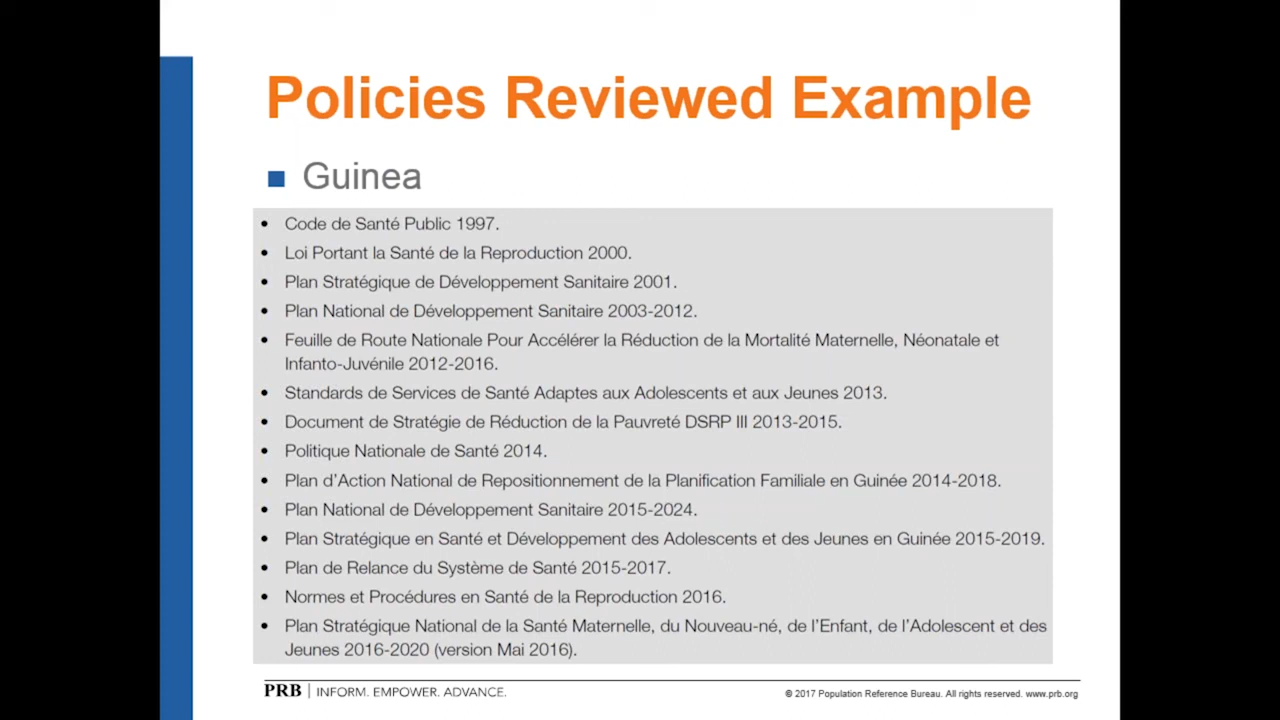 Policies Reviewed Example
■ Guinea
• Code de Santé Public 1997.
• Loi Portant la Santé de la Reproduction 2000.
• Plan Stratégique de Développement Sanitaire 2001.
• Plan National de Développement Sanitaire 2003-2012.
• Feuille de Route Nationale Pour Accélérer la Réduction de la Mortalité Maternelle, Néonatale et
Infanto-Juvénile 2012-2016.
• Standards de Services de Santé Adaptes aux Adolescents et aux Jeunes 2013.
• Document de Stratégie de Réduction de la Pauvreté DSRP III 2013-2015.
• Politique Nationale de Santé 2014.
• Plan d’Action National de Repositionnement de la Planification Familiale en Guinée 2014-2018.
• Plan National de Développement Sanitaire 2015-2024.
• Plan Stratégique en Santé et Développement des Adolescents et des Jeunes en Guinée 2015-2019.
• Plan de Relance du Système de Santé 2015-2017.
• Normes et Procédures en Santé de la Reproduction 2016.
• Plan Stratégique National de la Santé Maternelle, du Nouveau-né, de l’Enfant, de l’Adolescent et des
Jeunes 2016-2020 (version Mai 2016).
PRB | INFORM. EMPOWER. ADVANCE.
© 2017 Population Reference Bureau. All rights reserved. www.prb.org